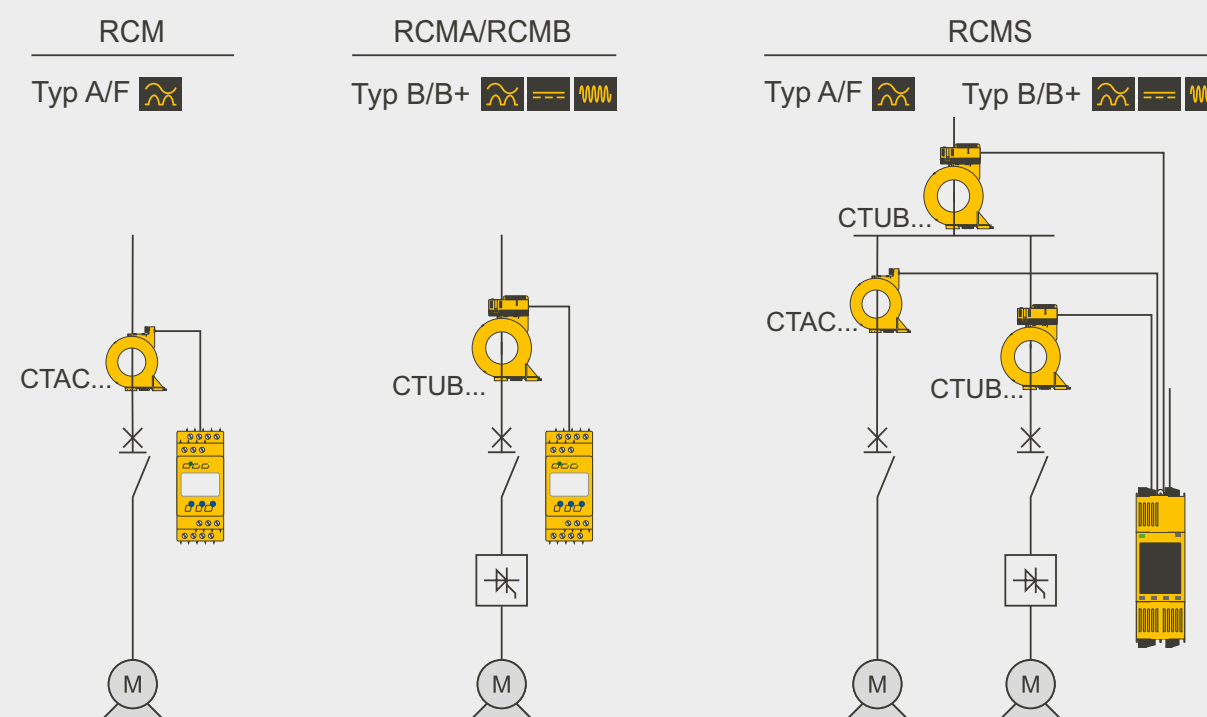 RCM
RCMA/RCMB
RCMS
Typ A/F
Typ B/B+
Typ A/F
Typ B/B+
CTUB...
CTAC...
CTAC...
CTUB...
CTUB...
M
M
M
M